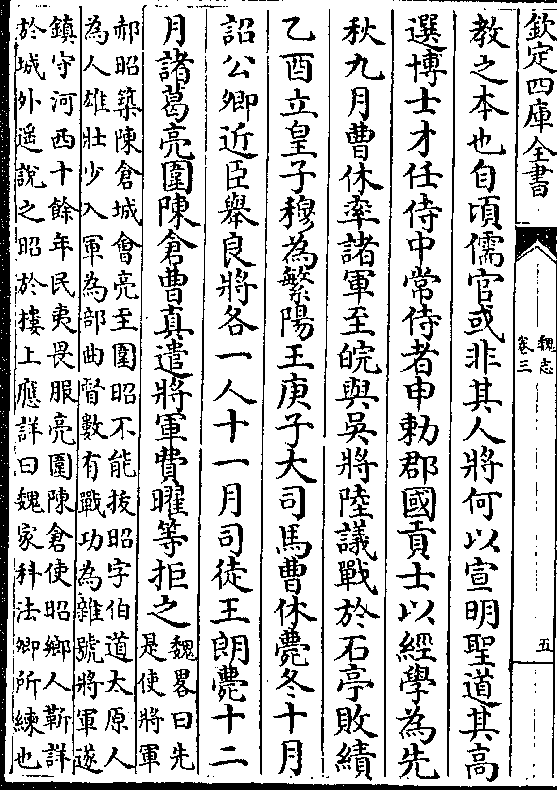 欽定四庫全書
魏志
卷三
五
教之本也自頃儒官或非其人將何以宣明聖道其高
選博士才任侍中常侍者申勅郡國貢士以經學為先
秋九月曹休率諸軍至皖與吳將陸議戰於石亭敗績
乙酉立皇子穆為繁陽王庚子大司馬曹休薨冬十月
詔公卿近臣舉良將各一人十一月司徒王朗薨十二
月諸葛亮圍陳倉曹真遣將軍費曜等拒之
魏畧曰先
是使將軍
郝昭築陳倉城會亮至圍昭不能拔昭字伯道太原人
為人雄壯少入軍為部曲督數有戰功為雜號將軍遂
鎮守河西十餘年民夷畏服亮圍陳倉使昭鄉人靳詳
於城外遥說之昭於樓上應詳曰魏家科法卿所練也